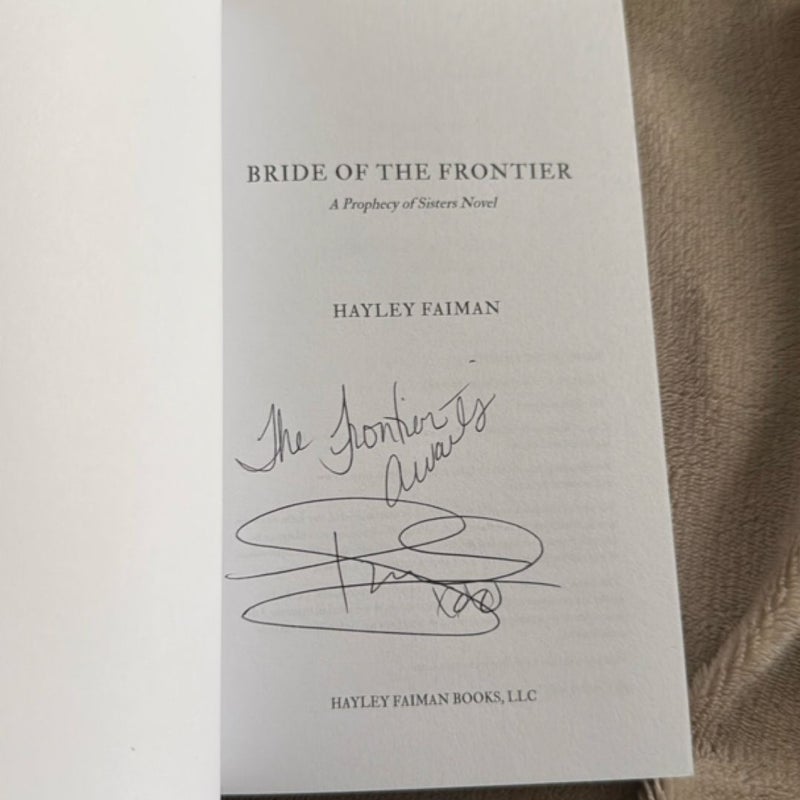 BRIDE OF THE FRONTIER
A Prophecy of Sisters Novel
HAYLEY FAIMAN
The Frontier is
awaits
xoxo
HAYLEY FAIMAN BOOKS, LLC